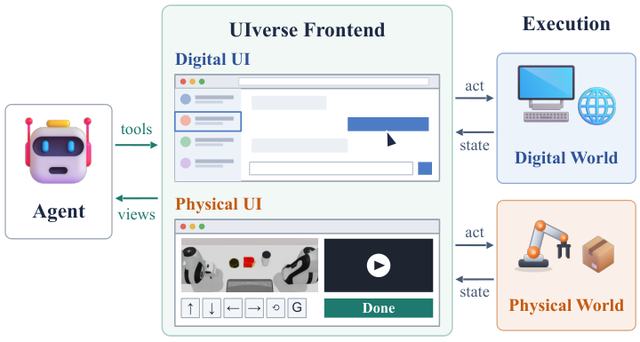 UIverse Frontend
Execution
Digital UI
act
state
Digital World
tools
views
Agent
Physical UI
↑ ↓ ← → ⟲ G
Done
act
state
Physical World